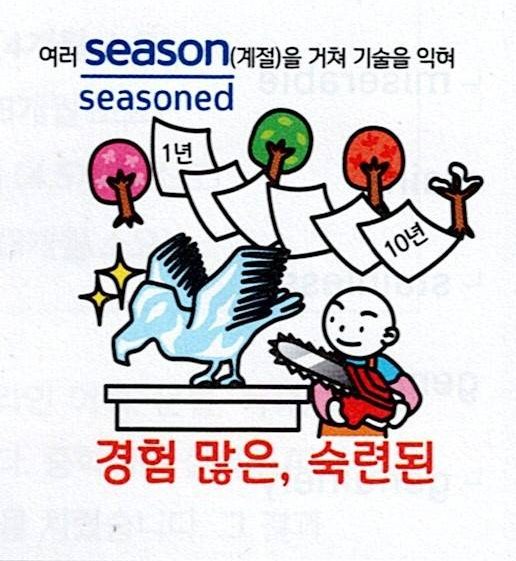 여러 season(계절)을 거쳐 기술을 익혀
seasoned
1년
10년
경험 많은, 숙련된